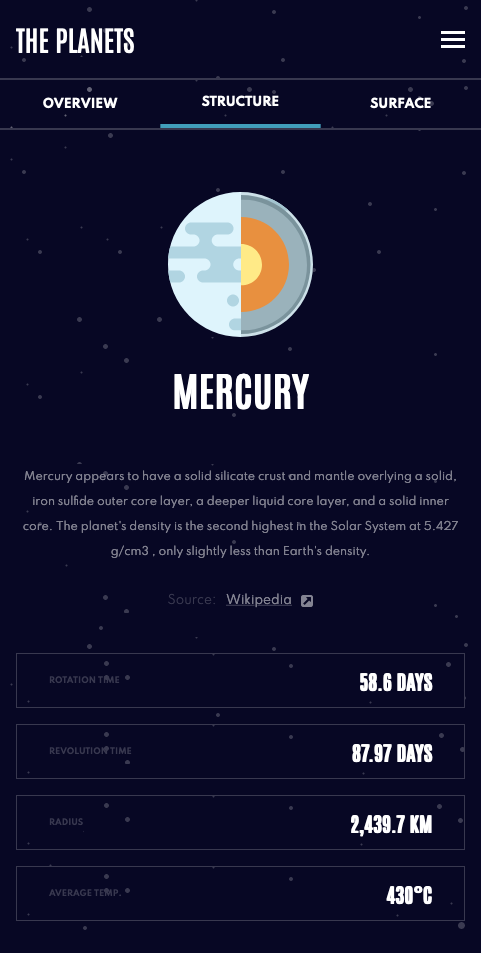 THE PLANETS
OVERVIEW
STRUCTURE
SURFACE
MERCURY
Mercury appears to have a solid silicate crust and mantle overlying a solid,
iron sulfide outer core layer, a deeper liquid core layer, and a solid inner
core. The planet's density is the second highest in the Solar System at 5.427
g/cm3 , only slightly less than Earth's density.
Source: Wikipedia
ROTATION TIME 58.6 DAYS
REVOLUTION TIME 87.97 DAYS
RADIUS 2,439.7 KM
AVERAGE TEMP. 430°C